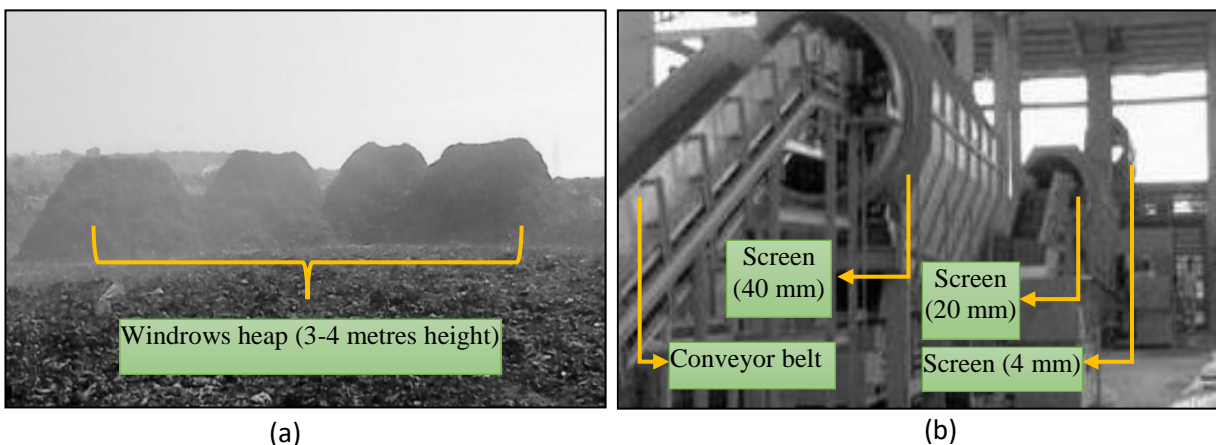 Windrows heap (3-4 metres height)
Screen
(40 mm)
Screen
(20 mm)
Conveyor belt
Screen (4 mm)
(a)
(b)